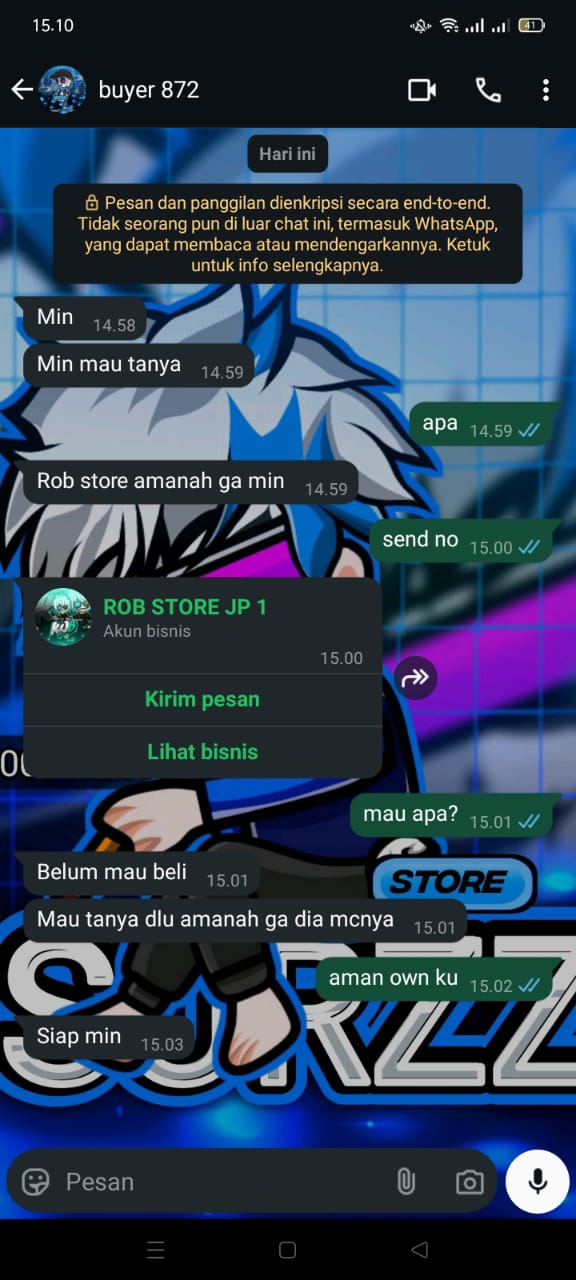 15.10
41
buyer 872
Hari ini
Pesan dan panggilan dienkripsi secara end-to-end.
Tidak seorang pun di luar chat ini, termasuk WhatsApp,
yang dapat membaca atau mendengarkannya. Ketuk
untuk info selengkapnya.
Min 14.58
Min mau tanya 14.59
apa 14.59
Rob store amanah ga min 14.59
send no 15.00
ROB STORE JP 1
Akun bisnis
15.00
Kirim pesan
Lihat bisnis
mau apa? 15.01
Belum mau beli 15.01
STORE
Mau tanya dlu amanah ga dia mcnya 15.01
aman own ku 15.02
Siap min 15.03
Pesan